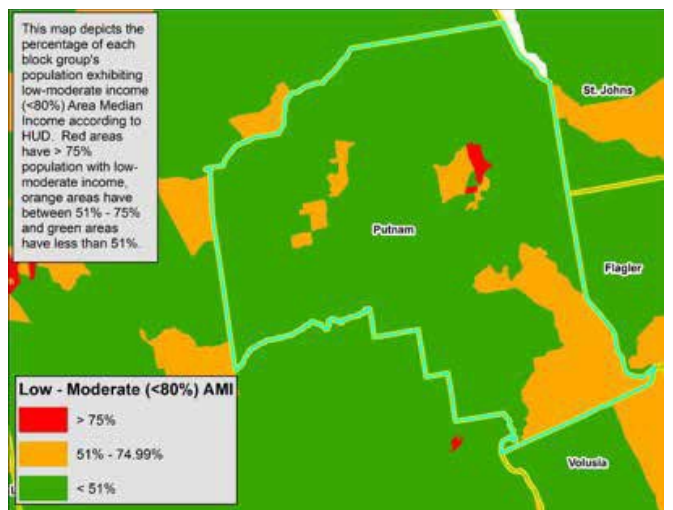 This map depicts the
percentage of each
block group's
population exhibiting
low-moderate income
(<80%) Area Median
Income according to
HUD. Red areas
have > 75%
population with low-
moderate income,
orange areas have
between 51% - 75%
and green areas
have less than 51%.
St. Johns
Putnam
Flagler
Volusia
Low - Moderate (<80%) AMI
> 75%
51% - 74.99%
< 51%